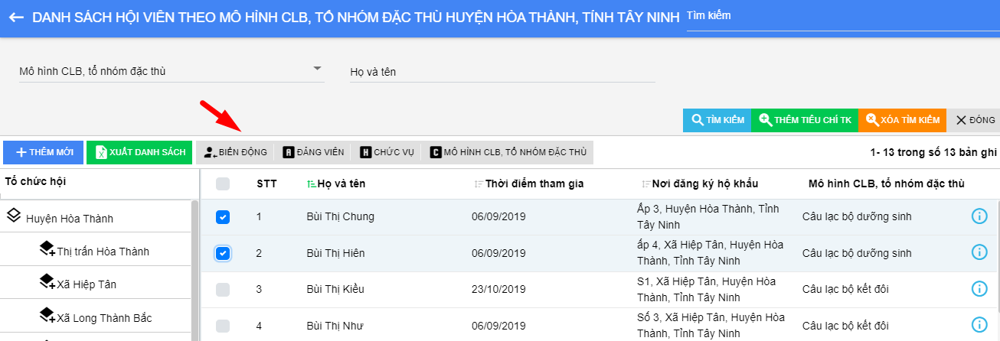 DANH SÁCH HỘI VIÊN THEO MÔ HÌNH CLB, TỔ NHÓM ĐẶC THÙ HUYỆN HÒA THÀNH, TỈNH TÂY NINH Tìm kiếm
Mô hình CLB, tổ nhóm đặc thù Họ và tên
TÌM KIẾM THÊM TIÊU CHÍ TK XÓA TÌM KIẾM ĐÓNG
THÊM MỚI XUẤT DANH SÁCH BIẾN ĐỘNG ĐẢNG VIÊN CHỨC VỤ MÔ HÌNH CLB, TỔ NHÓM ĐẶC THÙ 1- 13 trong số 13 bản ghi
Tổ chức hội STT Họ và tên Thời điểm tham gia Nơi đăng ký hộ khẩu Mô hình CLB, tổ nhóm đặc thù
Huyện Hòa Thành
Thị trấn Hòa Thành
Xã Hiệp Tân
Xã Long Thành Bắc
1 Bùi Thị Chung 06/09/2019 Ấp 3, Huyện Hòa Thành, Tỉnh Câu lạc bộ dưỡng sinh
Tây Ninh
2 Bùi Thị Hiên 06/09/2019 ấp 4, Xã Hiệp Tân, Huyện Hòa Câu lạc bộ dưỡng sinh
Thành, Tỉnh Tây Ninh
3 Bùi Thị Kiều 23/10/2019 S1, Xã Hiệp Tân, Huyện Hòa Câu lạc bộ kết đôi
Thành, Tỉnh Tây Ninh
4 Bùi Thị Như 06/09/2019 Số 3, Xã Hiệp Tân, Huyện Hòa Câu lạc bộ kết đôi
Thành, Tỉnh Tây Ninh